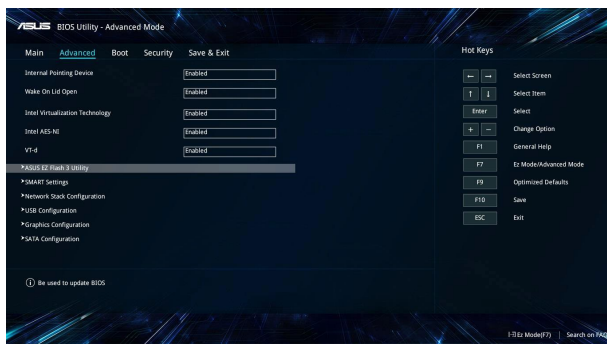 ASUS BIOS Utility - Advanced Mode
Main Advanced Boot Security Save & Exit
Internal Pointing Device Enabled
Wake On Lid Open Enabled
Intel Virtualization Technology Enabled
Intel AES-NI Enabled
VT-d Enabled
ASUS EZ Flash 3 Utility
SMART Settings
Network Stack Configuration
USB Configuration
Graphics Configuration
SATA Configuration
Be used to update BIOS
Hot Keys
← → Select Screen
↑ ↓ Select Item
Enter Select
+ − Change Option
F1 General Help
F7 Ez Mode/Advanced Mode
F9 Optimized Defaults
F10 Save
ESC Exit
Ez Mode(F7) | Search on FAQ